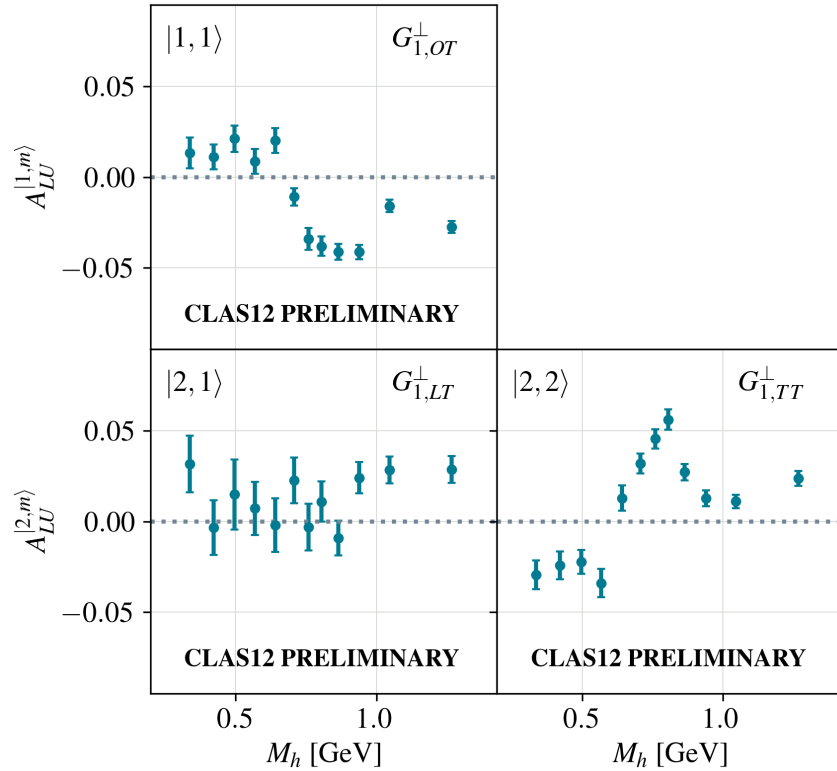 |1, 1⟩ G⊥1,OT
0.05
0.00
−0.05
A|1,m⟩LU
CLAS12 PRELIMINARY
|2, 1⟩ G⊥1,LT
|2, 2⟩ G⊥1,TT
0.05
0.00
−0.05
A|2,m⟩LU
CLAS12 PRELIMINARY
CLAS12 PRELIMINARY
0.5 1.0
0.5 1.0
Mh [GeV]
Mh [GeV]